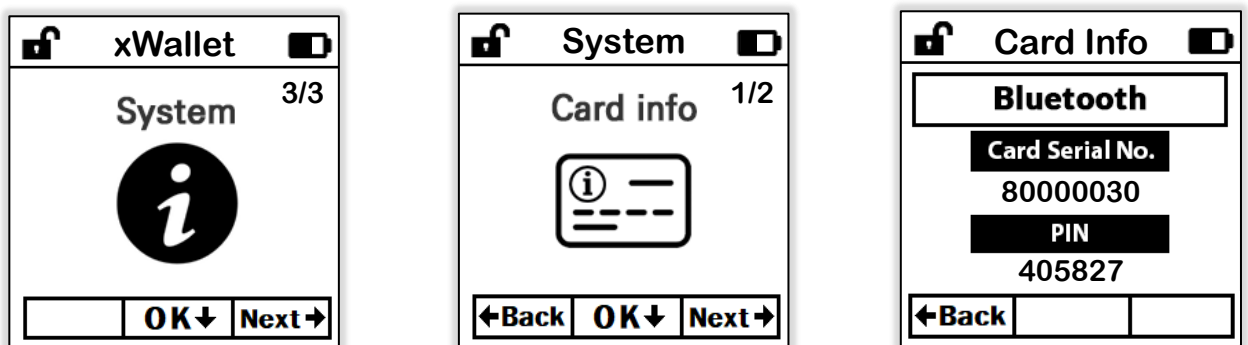 xWallet
3/3
System
OK↓ Next→
System
1/2
Card info
←Back OK↓ Next→
Card Info
Bluetooth
Card Serial No.
80000030
PIN
405827
←Back